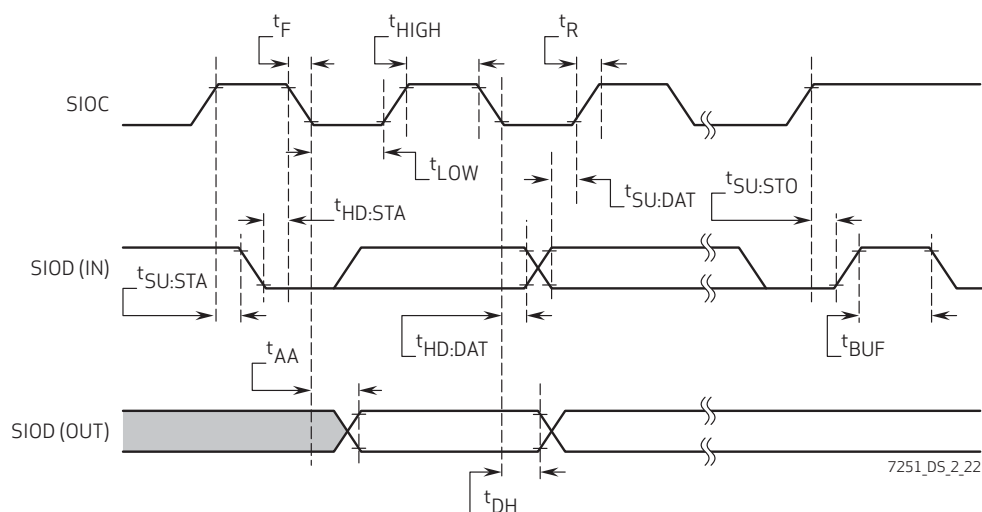 tF
tHIGH
tR
SIOC
tLOW
tSU:DAT
tSU:STO
tHD:STA
SIOD (IN)
tSU:STA
tHD:DAT
tBUF
tAA
SIOD (OUT)
7251_DS_2_22
tDH